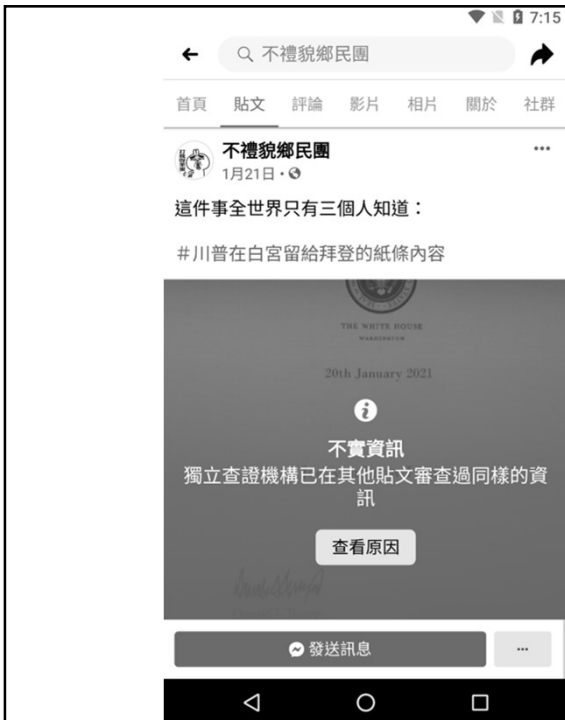 7:15
不禮貌鄉民團
首頁 貼文 評論 影片 相片 關於 社群
不禮貌鄉民團
1月21日
這件事全世界只有三個人知道：
#川普在白宮留給拜登的紙條內容
THE WHITE HOUSE
WASHINGTON
20th January 2021
不實資訊
獨立查證機構已在其他貼文審查過同樣的資
訊
查看原因
發送訊息